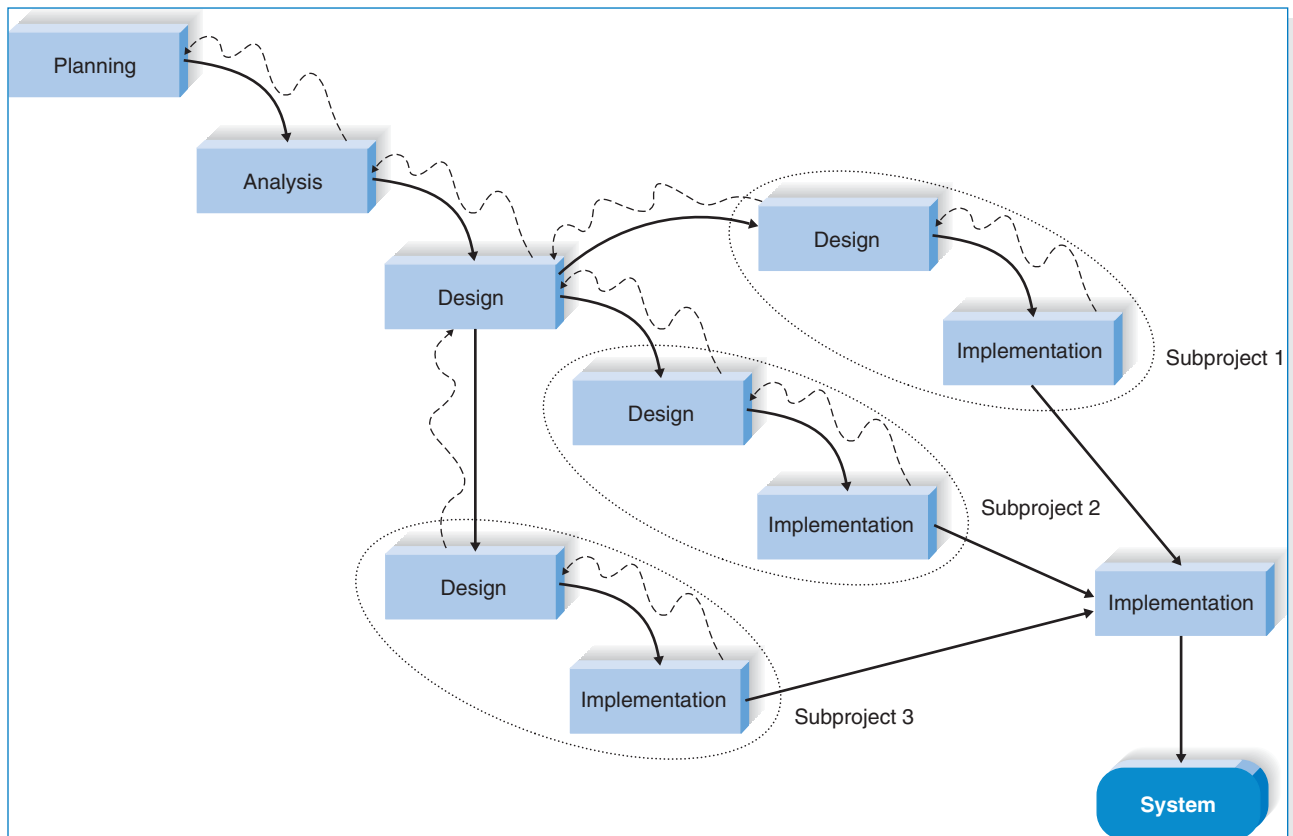 Planning
Analysis
Design
Design
Implementation
Subproject 1
Design
Implementation
Subproject 2
Design
Implementation
Subproject 3
Implementation
System